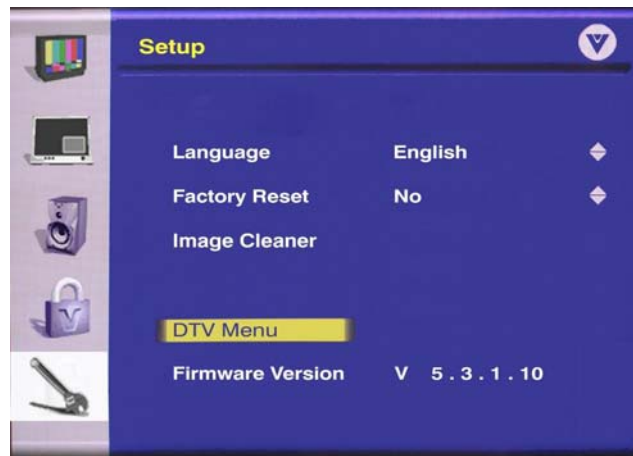 Setup
V
Language English
Factory Reset No
Image Cleaner
DTV Menu
Firmware Version V 5.3.1.10